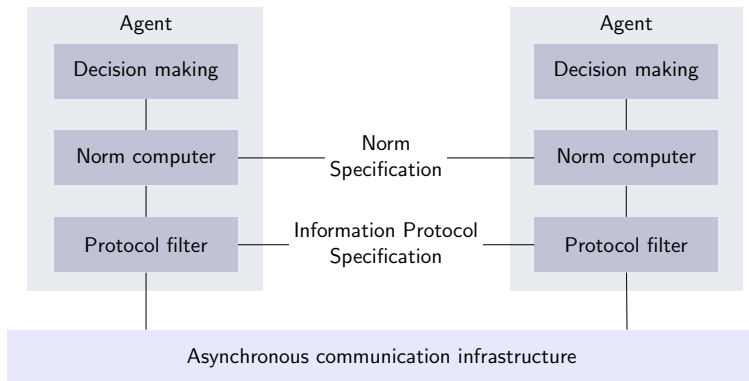 Agent
Agent
Decision making
Decision making
Norm computer
Norm
Specification
Norm computer
Protocol filter
Information Protocol
Specification
Protocol filter
Asynchronous communication infrastructure